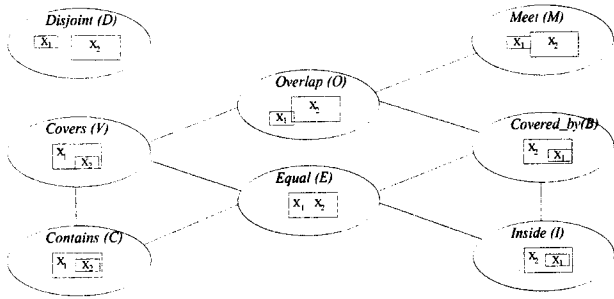 Disjoint (D)
X1 X2
Meet (M)
X1 X2
Overlap (O)
X1 X2
Covers (V)
X1 X2
Covered_by(B)
X2 X1
Equal (E)
X1 X2
Contains (C)
X1 X2
Inside (I)
X2 X1